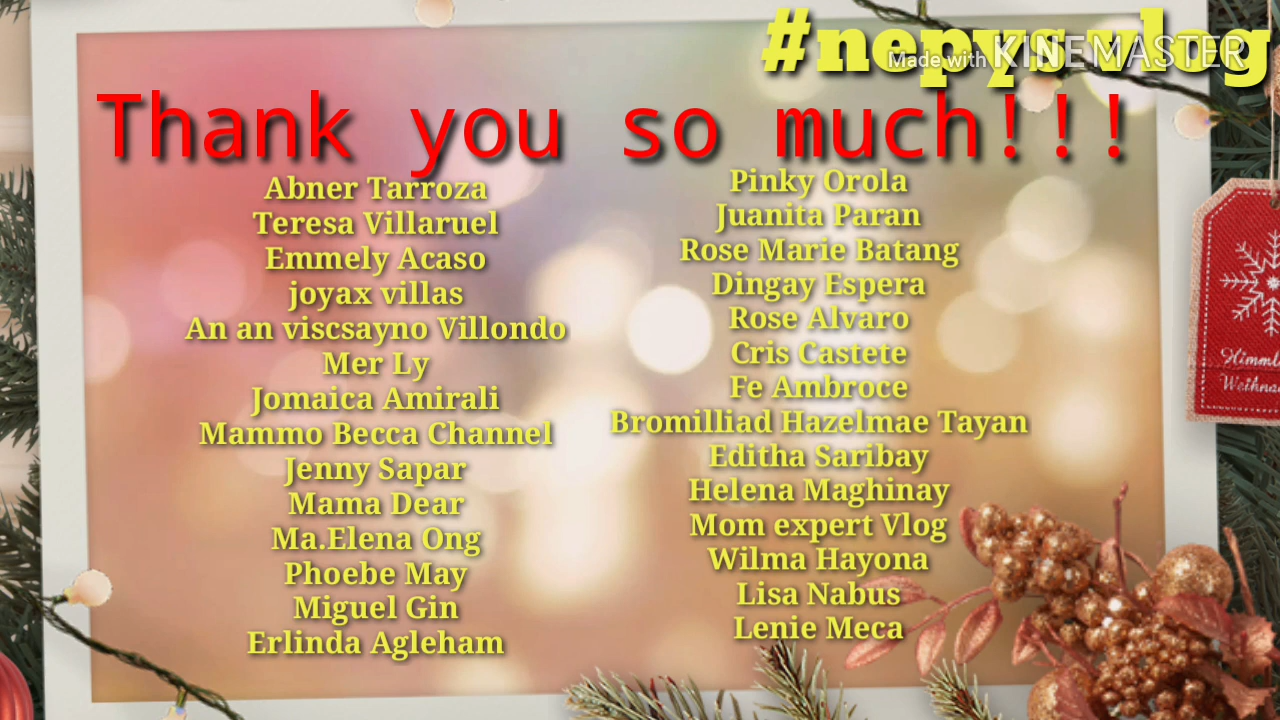 #nepys vlog
Made with KINEMASTER
Thank you so much!!!
Abner Tarroza
Teresa Villaruel
Emmely Acaso
joyax villas
An an viscsayno Villondo
Mer Ly
Jomaica Amirali
Mammo Becca Channel
Jenny Sapar
Mama Dear
Ma.Elena Ong
Phoebe May
Miguel Gin
Erlinda Agleham
Pinky Orola
Juanita Paran
Rose Marie Batang
Dingay Espera
Rose Alvaro
Cris Castete
Fe Ambroce
Bromilliad Hazelmae Tayan
Editha Saribay
Helena Maghinay
Mom expert Vlog
Wilma Hayona
Lisa Nabus
Lenie Meca